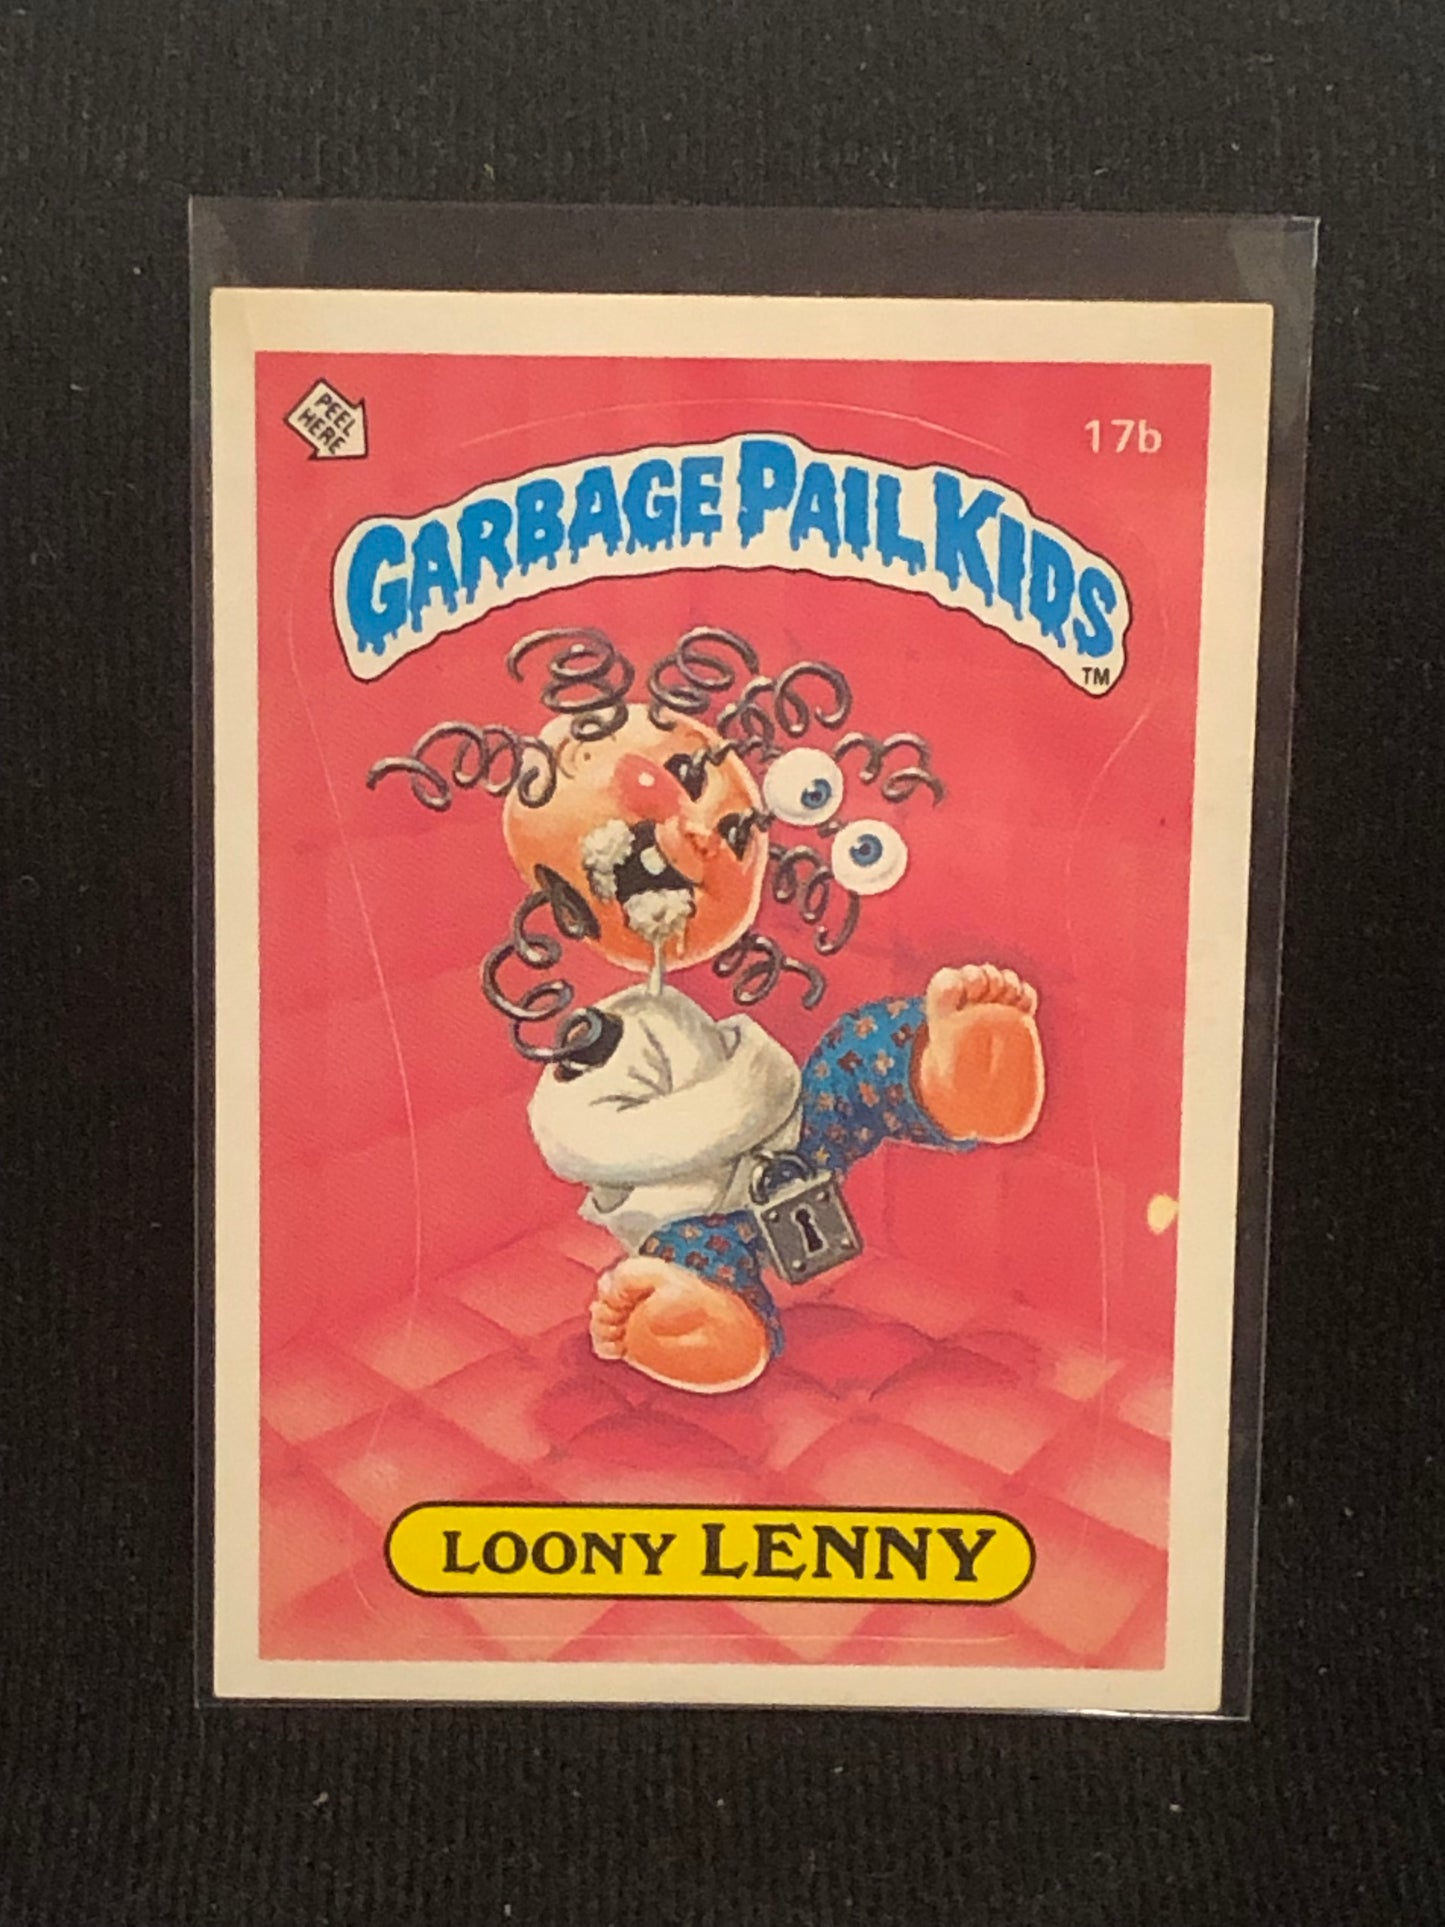 PEEL
HERE
17b
GARBAGE PAIL KIDS
TM
LOONY LENNY